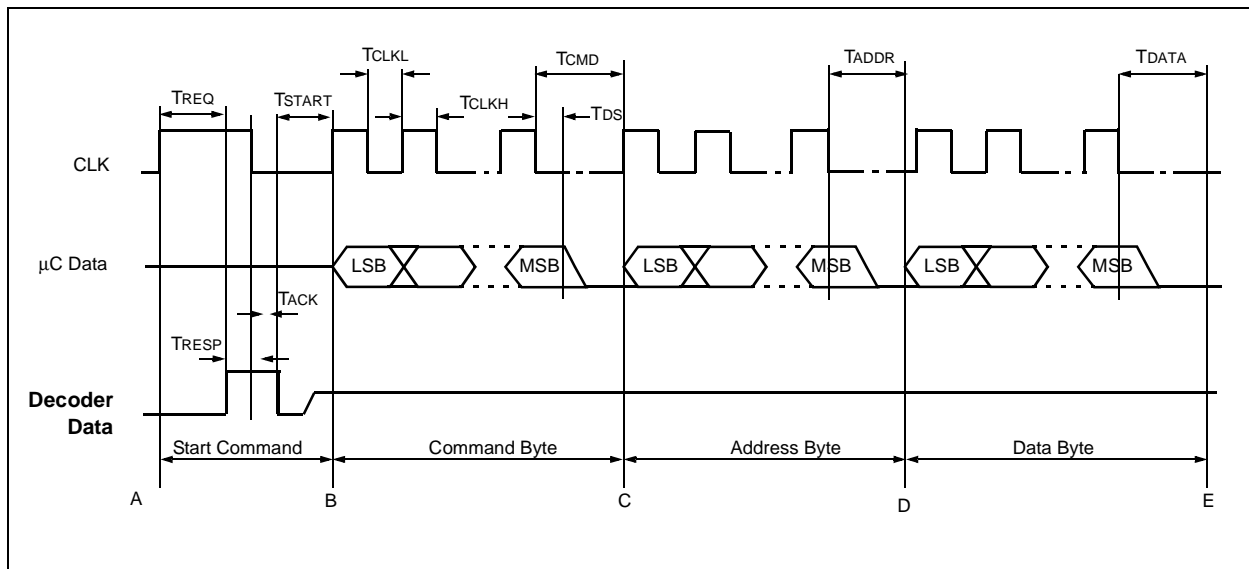 TCLKL
TCMD
TADDR
TDATA
TREQ
TSTART
TCLKH
TDS
CLK
µC Data
LSB
MSB
LSB
MSB
LSB
MSB
TACK
TRESP
Decoder
Data
Start Command
Command Byte
Address Byte
Data Byte
A
B
C
D
E